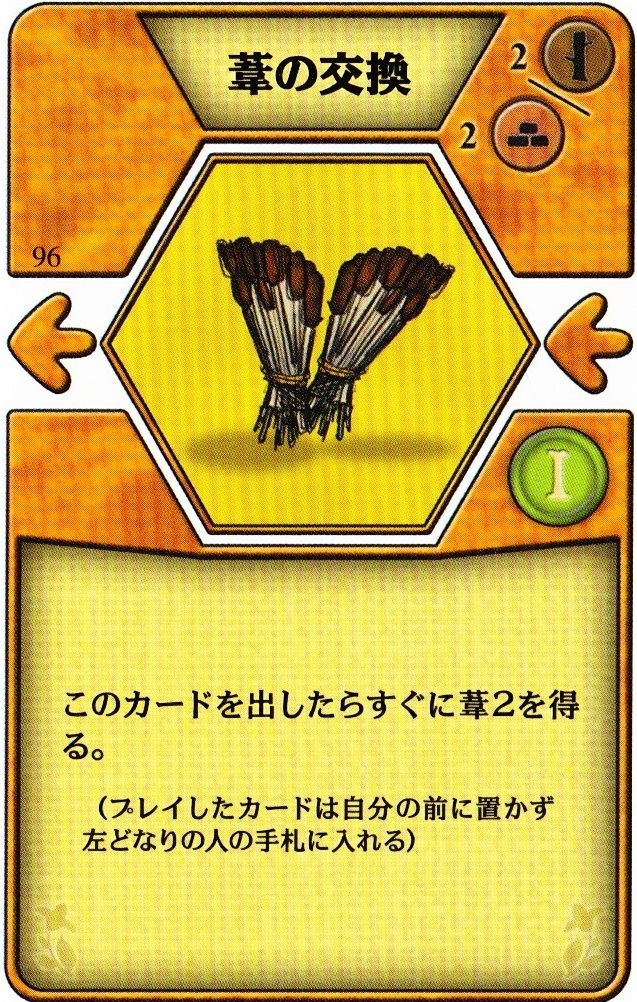 葦の交換
2
2
96
I
このカードを出したらすぐに葦2を得
る。
（プレイしたカードは自分の前に置かず
左どなりの人の手札に入れる）